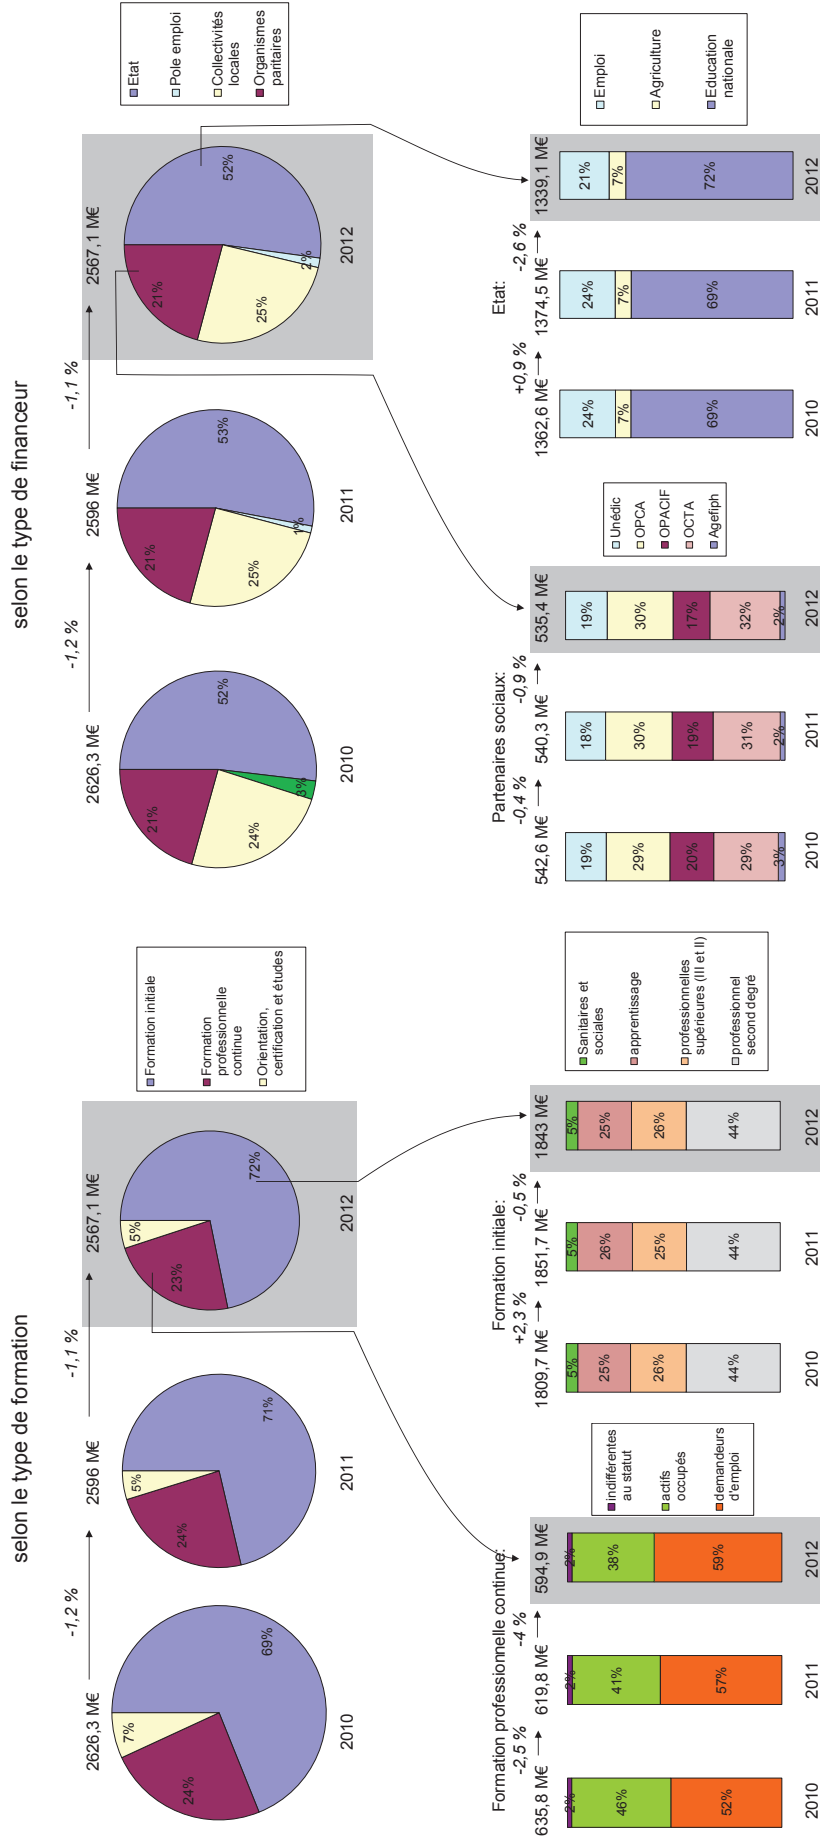 selon le type de formation
-1,2 %
-1,1 %
2626,3 M€
2596 M€
2567,1 M€
7%
24%
69%
2010
5%
24%
71%
2011
5%
23%
72%
2012
Formation initiale
Formation
professionnelle
continue
Orientation,
certification et études
Formation professionnelle continue:
-2,5 %
-4 %
635,8 M€
619,8 M€
594,9 M€
2%
46%
52%
2010
2%
41%
57%
2011
2%
38%
59%
2012
indifférentes
au statut
actifs
occupés
demandeurs
d'emploi
Formation initiale:
+2,3 %
-0,5 %
1809,7 M€
1851,7 M€
1843 M€
5%
25%
26%
44%
2010
5%
26%
25%
44%
2011
5%
25%
26%
44%
2012
Sanitaires et
sociales
apprentissage
professionnelles
supérieures (III et II)
professionnel
second degré
selon le type de financeur
-1,2 %
-1,1 %
2626,3 M€
2596 M€
2567,1 M€
21%
24%
3%
52%
2010
21%
25%
1%
53%
2011
21%
25%
2%
52%
2012
Etat
Pole emploi
Collectivités
locales
Organismes
paritaires
Partenaires sociaux:
-0,4 %
-0,9 %
542,6 M€
540,3 M€
535,4 M€
19%
29%
20%
29%
3%
2010
18%
30%
19%
31%
2%
2011
19%
30%
17%
32%
2%
2012
Unédic
OPCA
OPACIF
OCTA
Agefiph
Etat:
+0,9 %
-2,6 %
1362,6 M€
1374,5 M€
1339,1 M€
24%
7%
69%
2010
24%
7%
69%
2011
21%
7%
72%
2012
Emploi
Agriculture
Education
nationale